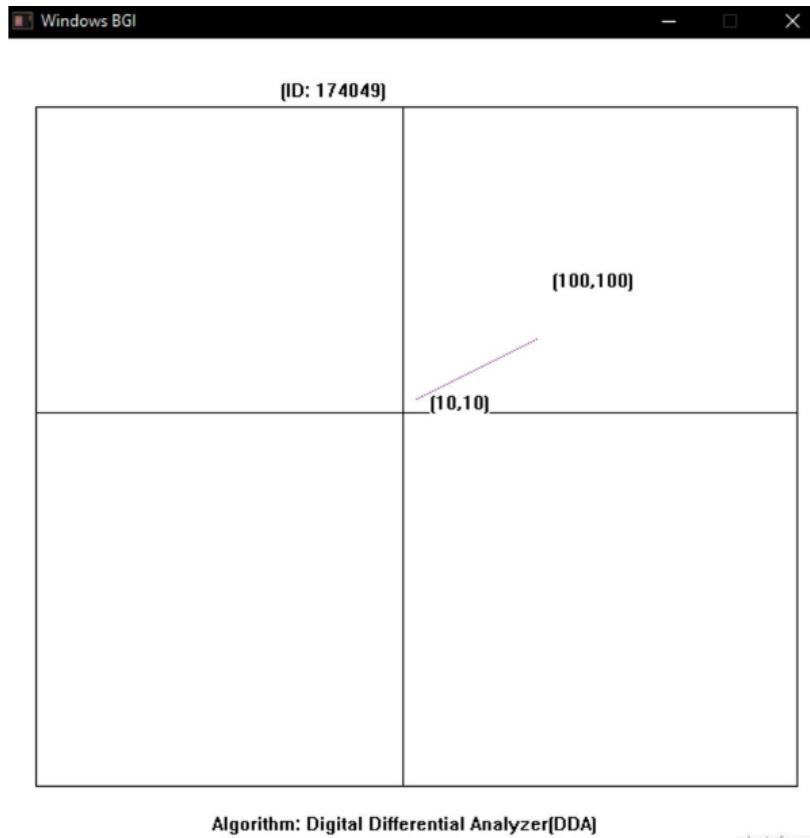 Windows BGI
(ID: 174049)
(100,100)
(10,10)
Algorithm: Digital Differential Analyzer(DDA)